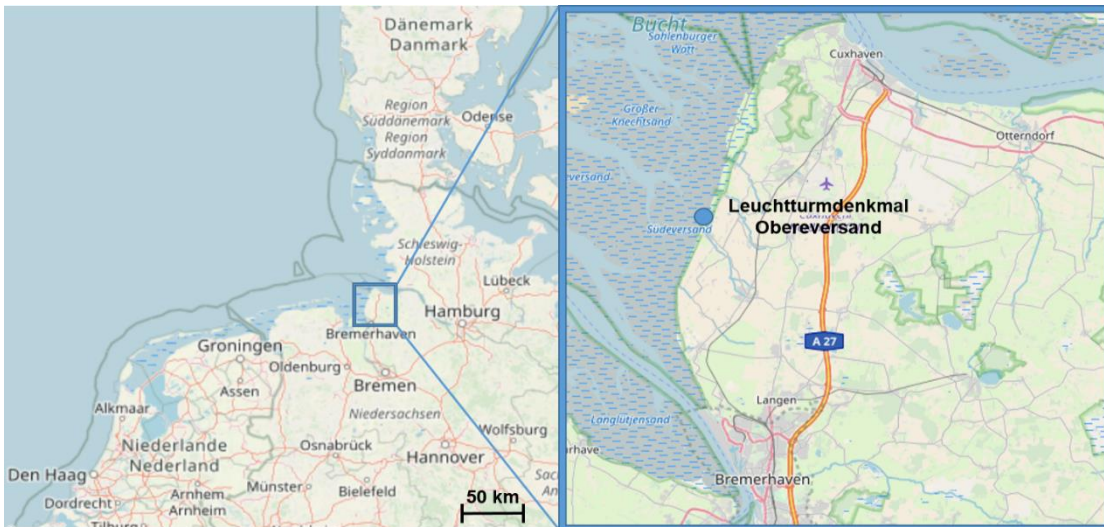 Dänemark
Danmark
Region
Süddänemark
Region
Syddanmark
Odense
Schleswig-
Holstein
Lübeck
Hamburg
Bremerhaven
Groningen
Oldenburg
Assen
Bremen
Alkmaar
Niedersachsen
Niederlande
Nederland
Osnabrück
Wolfsburg
Hannover
Den Haag
Arnhem
Arnhem
Münster
Bielefeld
Dordrecht
Tilburg
50 km
Bucht
Sahlenburger
Watt
Cuxhaven
Großer
Knechtsand
Otterndorf
Leuchtturmdenkmal
Obereversand
Südeversand
A 27
Langen
Langlütjensand
Bremerhaven